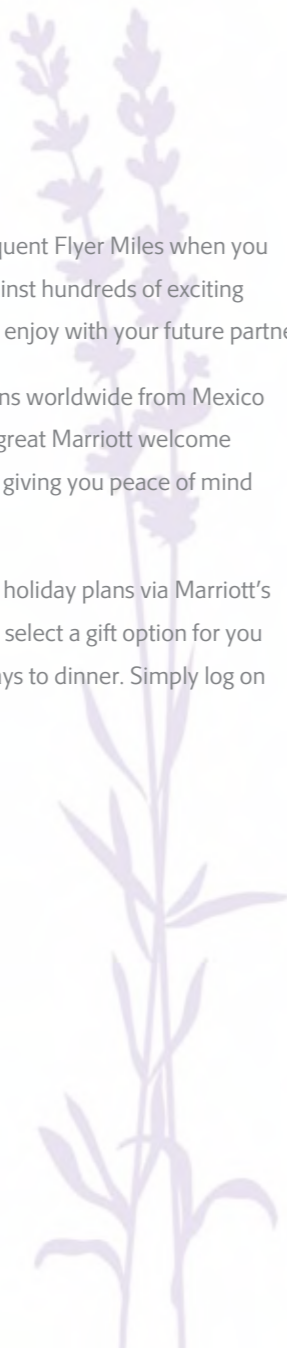 quent Flyer Miles when you
inst hundreds of exciting
enjoy with your future partne
ns worldwide from Mexico
great Marriott welcome
giving you peace of mind
holiday plans via Marriott’s
select a gift option for you
ys to dinner. Simply log on